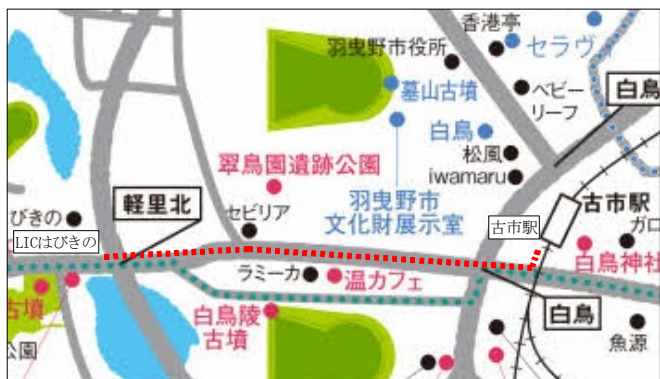 香港亭
羽曳野市役所
セラヴィ
墓山古墳
ベビー
リーフ
白鳥
白鳥
松風
iwamaru
翠鳥園遺跡公園
羽曳野市
文化財展示室
軽里北
セビリア
びきの
LICはびきの
古市駅
古市駅
ガロ
白鳥神社
ラミーカ
温カフェ
白鳥陵
古墳
白鳥
古墳
公園
魚源